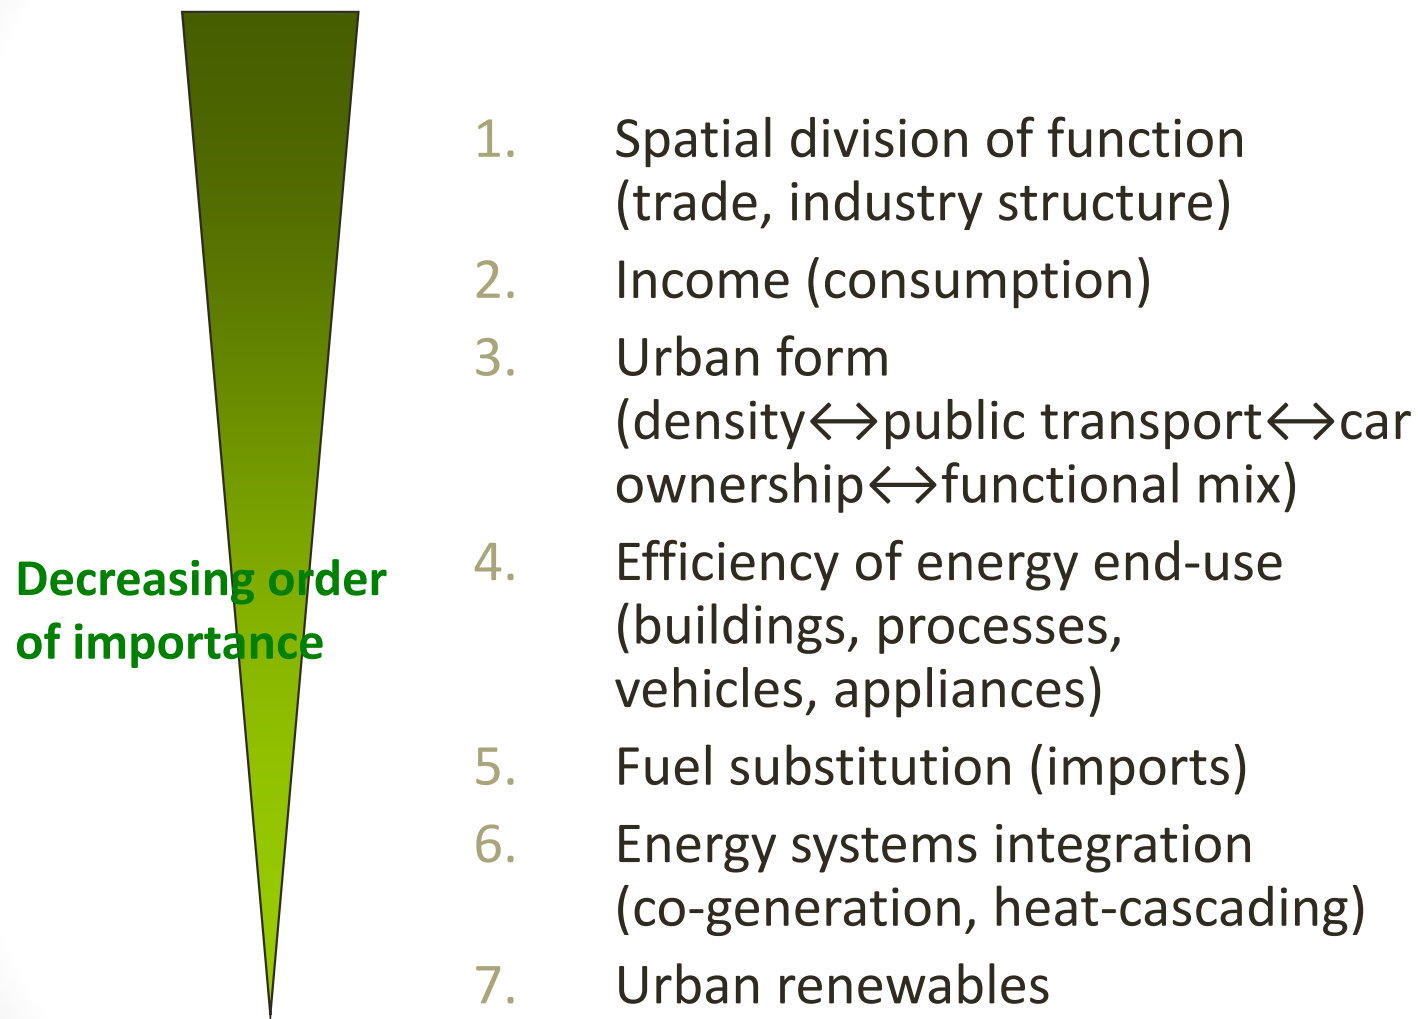 1. Spatial division of function
(trade, industry structure)
2. Income (consumption)
3. Urban form
(density↔public transport↔car
ownership↔functional mix)
4. Efficiency of energy end-use
(buildings, processes,
vehicles, appliances)
5. Fuel substitution (imports)
6. Energy systems integration
(co-generation, heat-cascading)
7. Urban renewables
Decreasing order
of importance